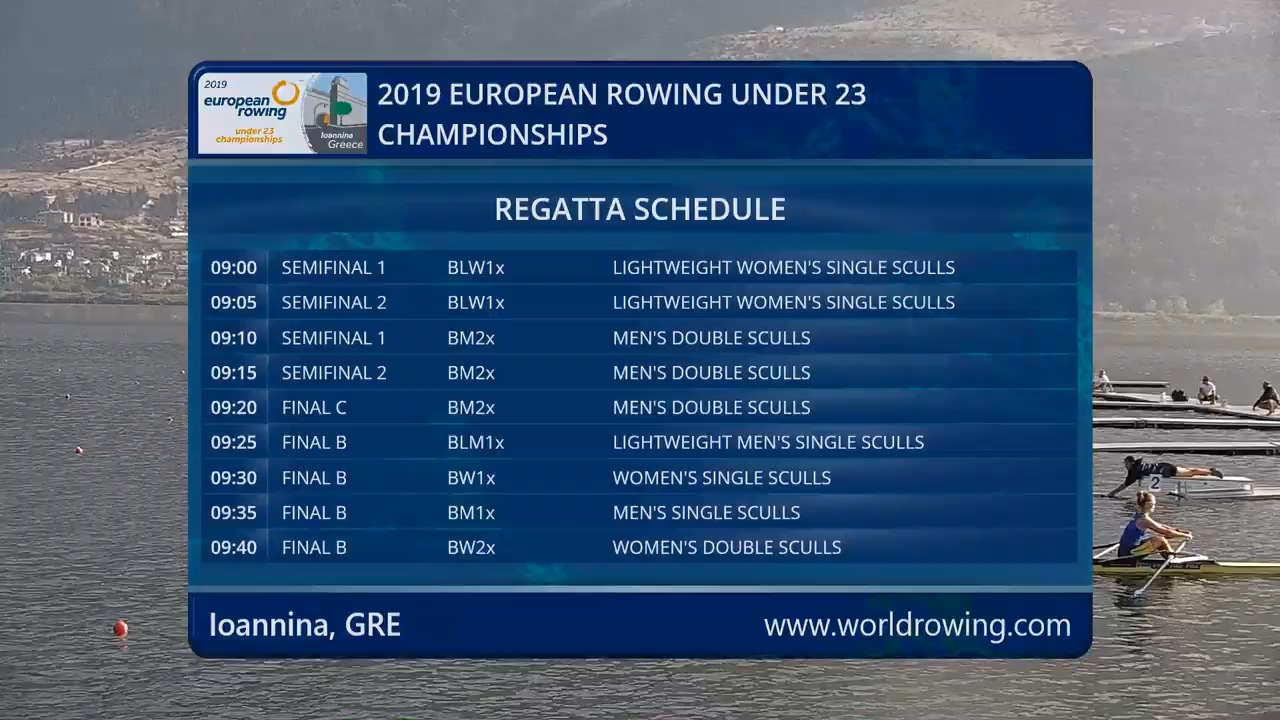 2019
european
rowing
under 23
championships
Ioannina
Greece
2019 EUROPEAN ROWING UNDER 23
CHAMPIONSHIPS
REGATTA SCHEDULE
09:00 SEMIFINAL 1 BLW1x LIGHTWEIGHT WOMEN'S SINGLE SCULLS
09:05 SEMIFINAL 2 BLW1x LIGHTWEIGHT WOMEN'S SINGLE SCULLS
09:10 SEMIFINAL 1 BM2x MEN'S DOUBLE SCULLS
09:15 SEMIFINAL 2 BM2x MEN'S DOUBLE SCULLS
09:20 FINAL C BM2x MEN'S DOUBLE SCULLS
09:25 FINAL B BLM1x LIGHTWEIGHT MEN'S SINGLE SCULLS
09:30 FINAL B BW1x WOMEN'S SINGLE SCULLS
09:35 FINAL B BM1x MEN'S SINGLE SCULLS
09:40 FINAL B BW2x WOMEN'S DOUBLE SCULLS
2
Ioannina, GRE www.worldrowing.com